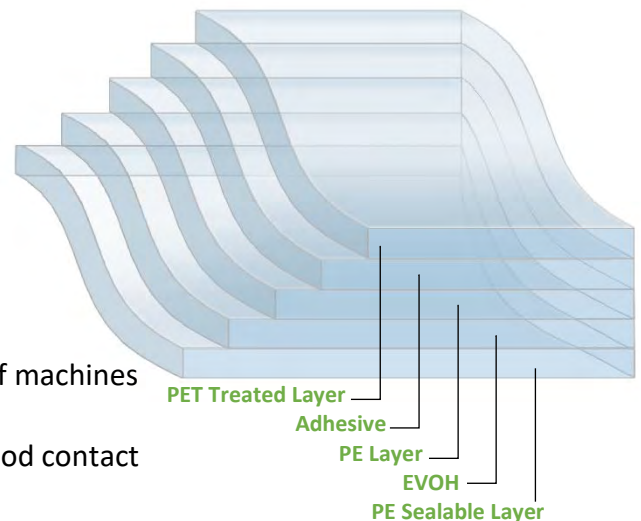 f machines
PET Treated Layer
Adhesive
PE Layer
od contact
EVOH
PE Sealable Layer